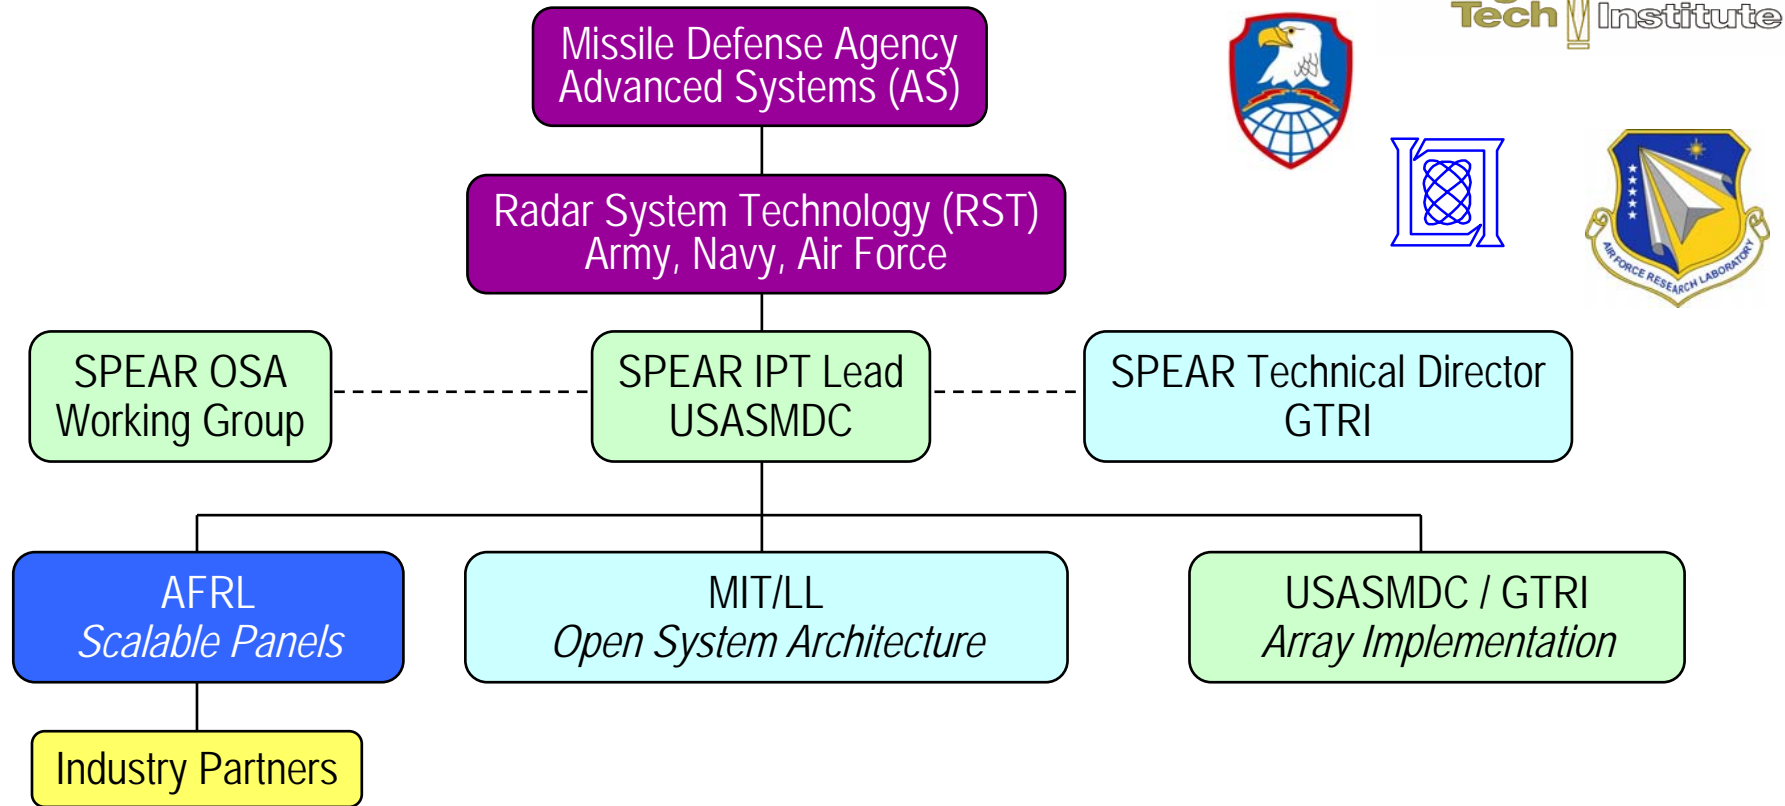 Tech Institute
Missile Defense Agency
Advanced Systems (AS)
Radar System Technology (RST)
Army, Navy, Air Force
SPEAR OSA
Working Group
SPEAR IPT Lead
USASMDC
SPEAR Technical Director
GTRI
AFRL
Scalable Panels
MIT/LL
Open System Architecture
USASMDC / GTRI
Array Implementation
Industry Partners
AIR FORCE RESEARCH LABORATORY